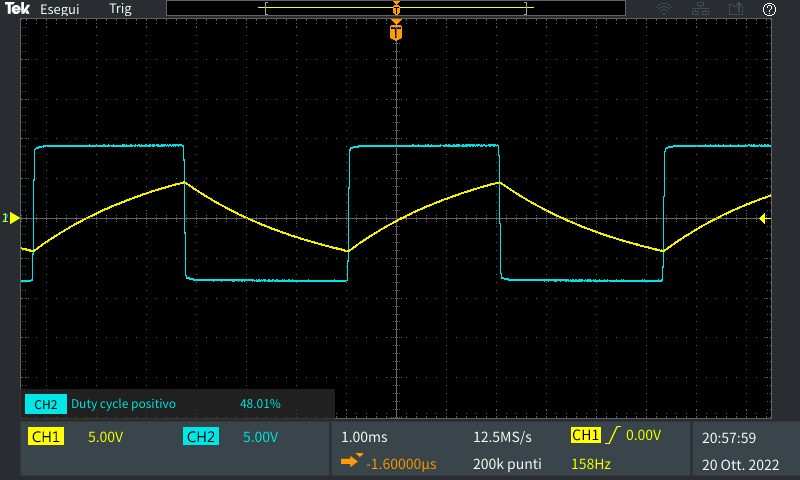 Tek Esegui Trig
T
T
CH2 Duty cycle positivo 48.01%
CH1 5.00V CH2 5.00V 1.00ms 12.5MS/s CH1 0.00V 20:57:59
-1.60000µs 200k punti 158Hz 20 Ott. 2022